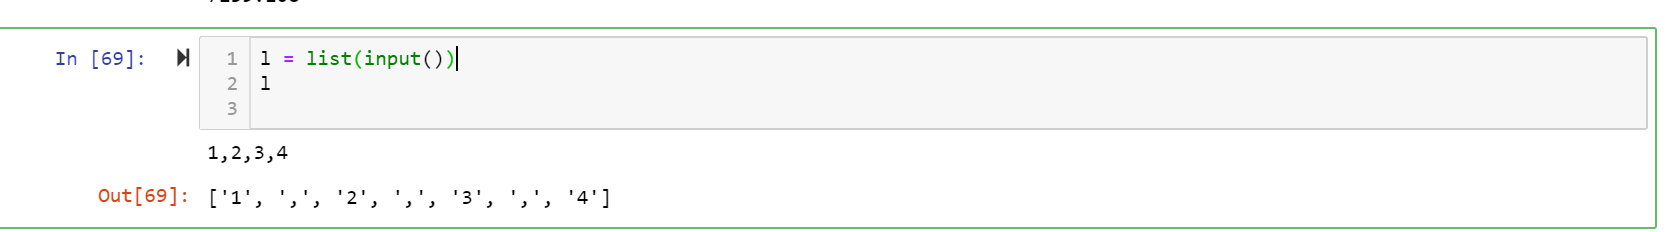 In [69]:
1 l = list(input())
2 l
3
1,2,3,4
Out[69]: ['1', ',', '2', ',', '3', ',', '4']